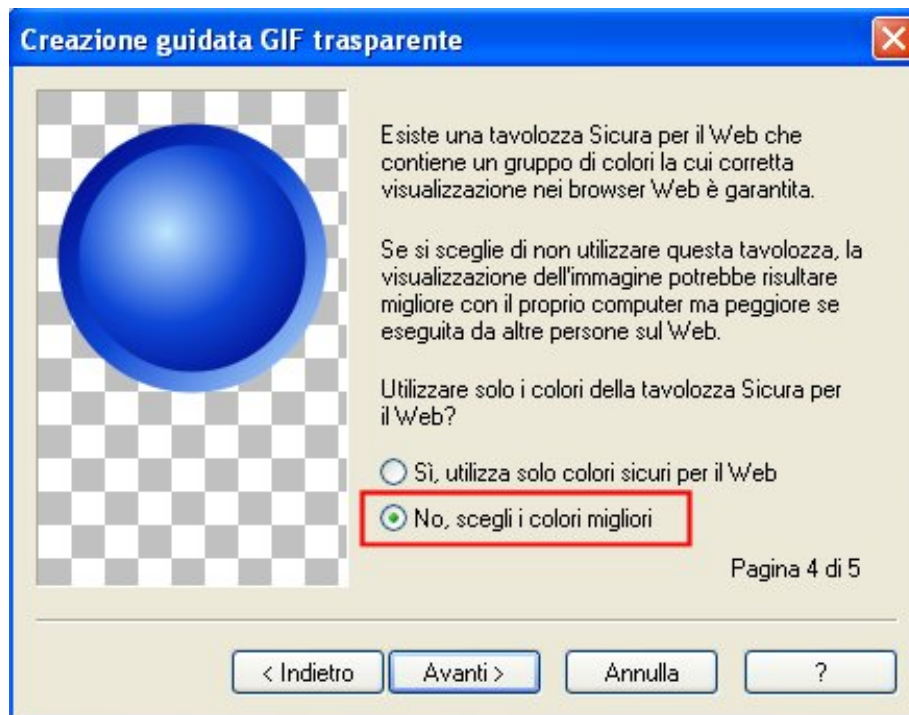 Creazione guidata GIF trasparente
Esiste una tavolozza Sicura per il Web che
contiene un gruppo di colori la cui corretta
visualizzazione nei browser Web è garantita.
Se si sceglie di non utilizzare questa tavolozza, la
visualizzazione dell'immagine potrebbe risultare
migliore con il proprio computer ma peggiore se
eseguita da altre persone sul Web.
Utilizzare solo i colori della tavolozza Sicura per
il Web?
Sì, utilizza solo colori sicuri per il Web
No, scegli i colori migliori
Pagina 4 di 5
< Indietro
Avanti >
Annulla
?